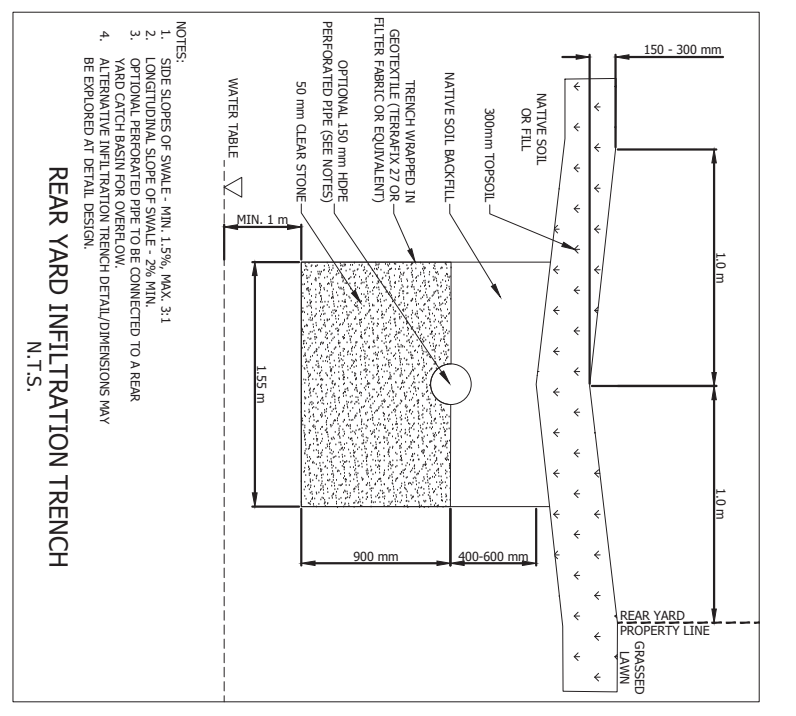 150 - 300 mm
1.0 m
1.0 m
NATIVE SOIL
OR FILL
300mm TOPSOIL
NATIVE SOIL BACKFILL
TRENCH WRAPPED IN
GEOTEXTILE (TERRAFIX 27 OR
FILTER FABRIC OR EQUIVALENT)
OPTIONAL 150 mm HDPE
PERFORATED PIPE (SEE NOTES)
50 mm CLEAR STONE
WATER TABLE
MIN. 1 m
1.55 m
900 mm
400-600 mm
REAR YARD
PROPERTY LINE
GRASSED
LAWN
NOTES:
1. SIDE SLOPES OF SWALE - MIN. 1.5%, MAX. 3:1
2. LONGITUDINAL SLOPE OF SWALE - 2% MIN.
3. OPTIONAL PERFORATED PIPE TO BE CONNECTED TO A REAR
YARD CATCH BASIN FOR OVERFLOW.
4. ALTERNATIVE INFILTRATION TRENCH DETAIL/DIMENSIONS MAY
BE EXPLORED AT DETAIL DESIGN.
REAR YARD INFILTRATION TRENCH
N.T.S.